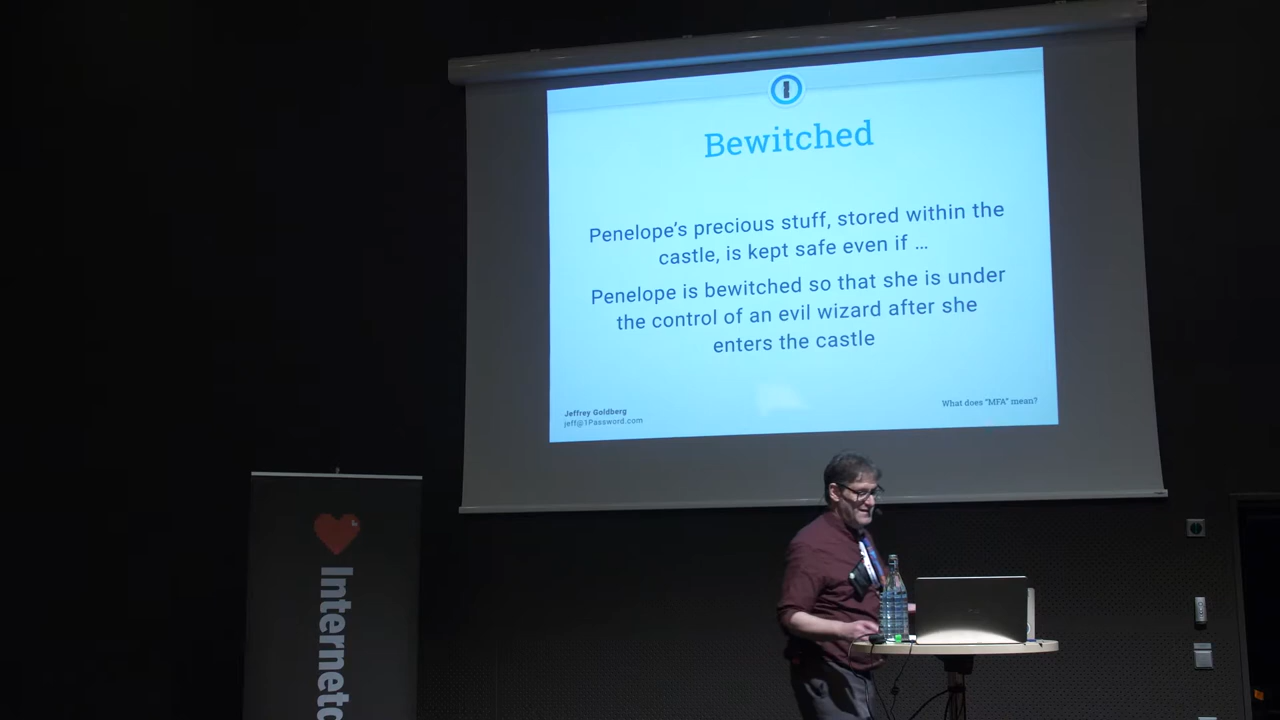 Bewitched
Penelope's precious stuff, stored within the
castle, is kept safe even if …
Penelope is bewitched so that she is under
the control of an evil wizard after she
enters the castle
Jeffrey Goldberg
jeff@1Password.com
What does "MFA" mean?